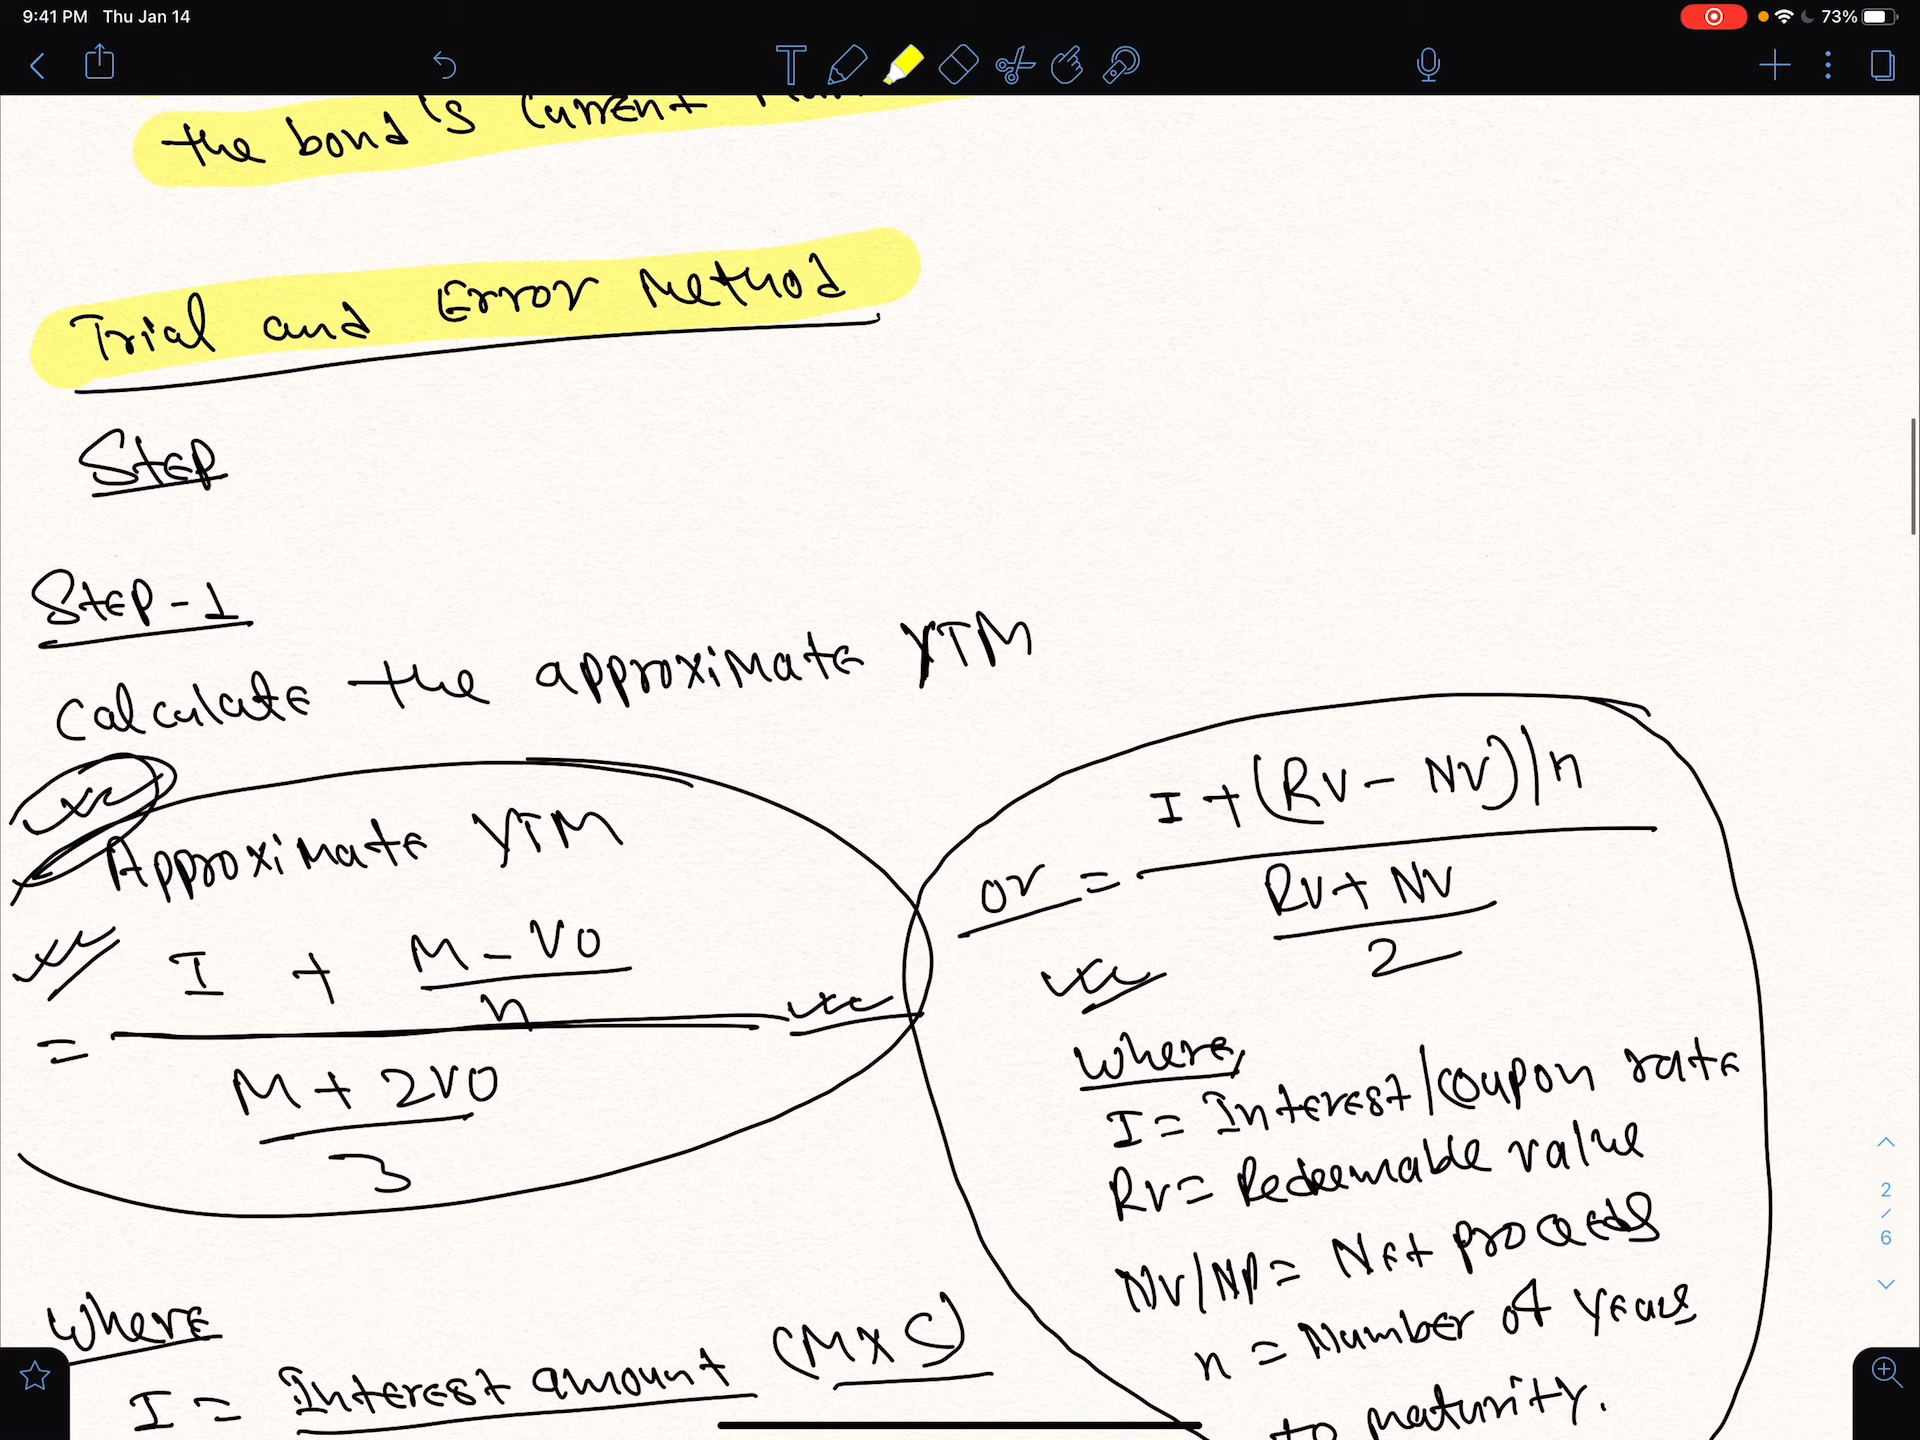 9:41 PM Thu Jan 14
73%
the bond's current
Trial and Error Method
Step
Step-1
Calculate the approximate YTM
Approximate YTM
= I + M - V0 / n
M + 2V0
3
or = I + (RV - NV)/n
RV + NV
2
where,
I = Interest/coupon rate
RV = Redeemable value
NV/NP = Net proceeds
n = Number of years
to maturity.
2
/
6
Where
I = Interest amount (M×C)